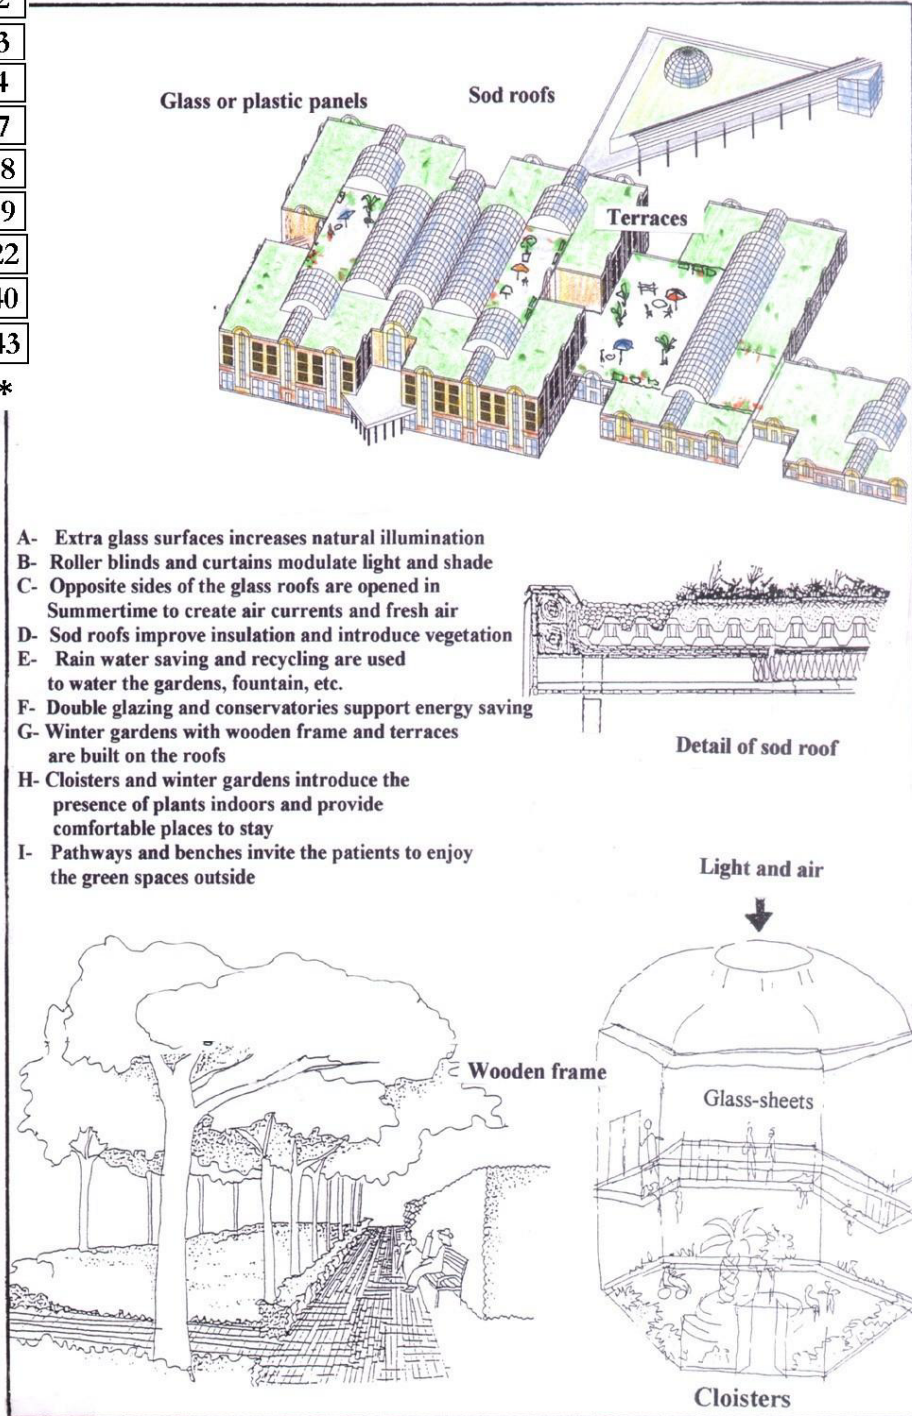 3
4
7
8
9
22
40
43
*
Glass or plastic panels
Sod roofs
Terraces
A- Extra glass surfaces increases natural illumination
B- Roller blinds and curtains modulate light and shade
C- Opposite sides of the glass roofs are opened in
Summertime to create air currents and fresh air
D- Sod roofs improve insulation and introduce vegetation
E- Rain water saving and recycling are used
to water the gardens, fountain, etc.
F- Double glazing and conservatories support energy saving
G- Winter gardens with wooden frame and terraces
are built on the roofs
H- Cloisters and winter gardens introduce the
presence of plants indoors and provide
comfortable places to stay
I- Pathways and benches invite the patients to enjoy
the green spaces outside
Detail of sod roof
Light and air
Wooden frame
Glass-sheets
Cloisters